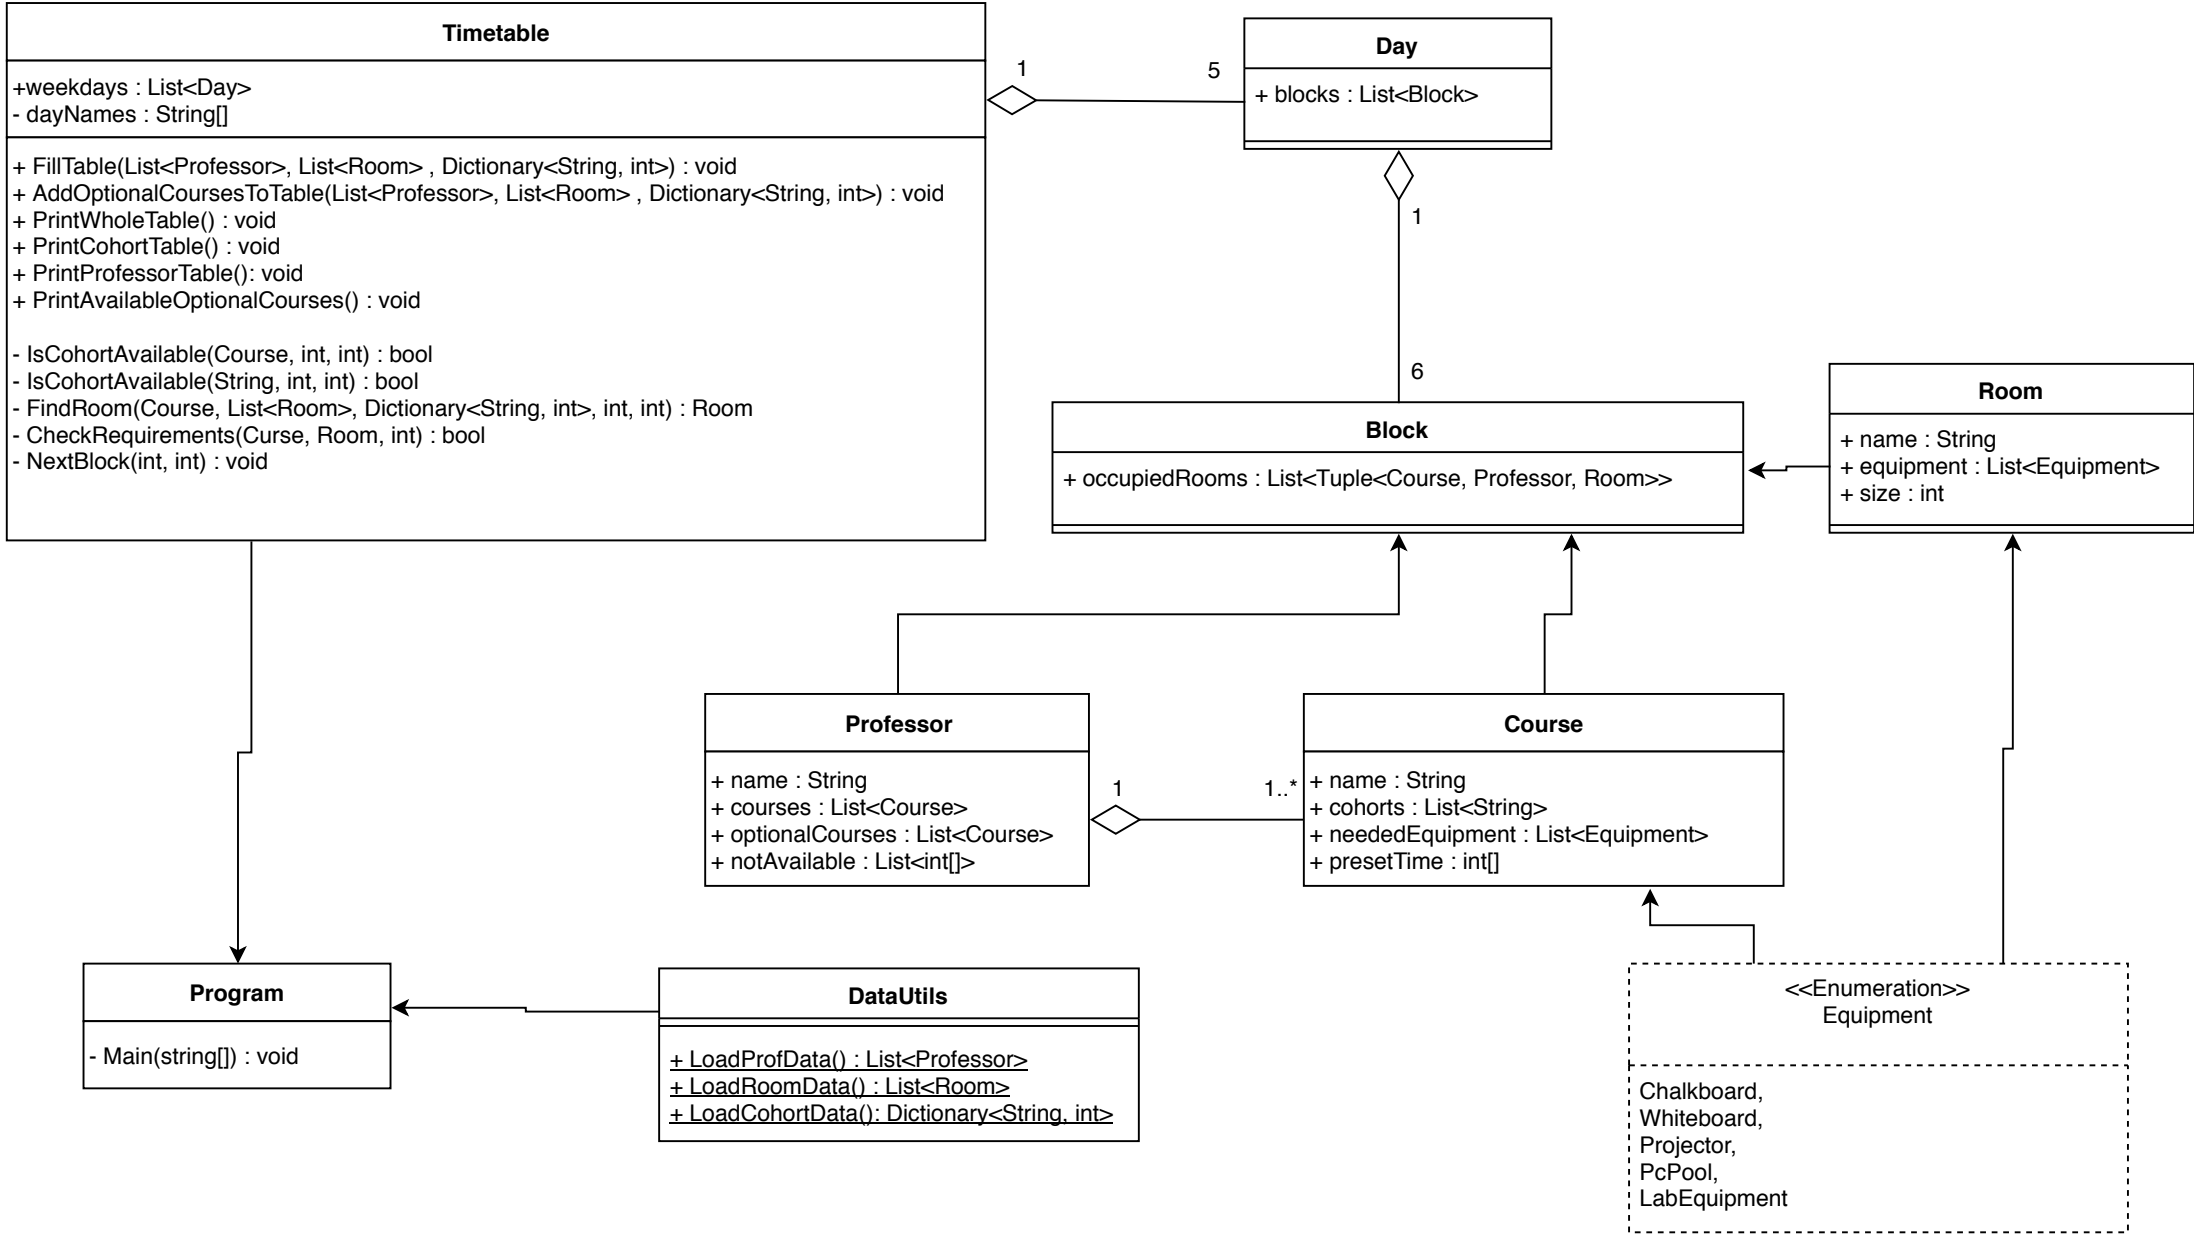 Timetable
+weekdays : List<Day>
- dayNames : String[]
+ FillTable(List<Professor>, List<Room> , Dictionary<String, int>) : void
+ AddOptionalCoursesToTable(List<Professor>, List<Room> , Dictionary<String, int>) : void
+ PrintWholeTable() : void
+ PrintCohortTable() : void
+ PrintProfessorTable(): void
+ PrintAvailableOptionalCourses() : void
- IsCohortAvailable(Course, int, int) : bool
- IsCohortAvailable(String, int, int) : bool
- FindRoom(Course, List<Room>, Dictionary<String, int>, int, int) : Room
- CheckRequirements(Curse, Room, int) : bool
- NextBlock(int, int) : void
1
5
Day
+ blocks : List<Block>
1
6
Block
+ occupiedRooms : List<Tuple<Course, Professor, Room>>
Room
+ name : String
+ equipment : List<Equipment>
+ size : int
Professor
+ name : String
+ courses : List<Course>
+ optionalCourses : List<Course>
+ notAvailable : List<int[]>
1
1..*
Course
+ name : String
+ cohorts : List<String>
+ neededEquipment : List<Equipment>
+ presetTime : int[]
Program
- Main(string[]) : void
DataUtils
+ LoadProfData() : List<Professor>
+ LoadRoomData() : List<Room>
+ LoadCohortData(): Dictionary<String, int>
<<Enumeration>>
Equipment
Chalkboard,
Whiteboard,
Projector,
PcPool,
LabEquipment